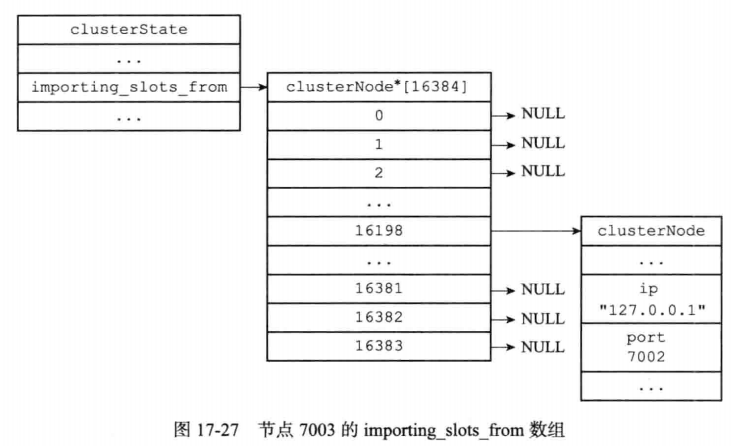 clusterState
...
importing_slots_from
...
clusterNode*[16384]
0
NULL
1
NULL
2
NULL
...
16198
...
16381
NULL
16382
NULL
16383
NULL
clusterNode
...
ip
"127.0.0.1"
port
7002
...
图 17-27 节点 7003 的 importing_slots_from 数组